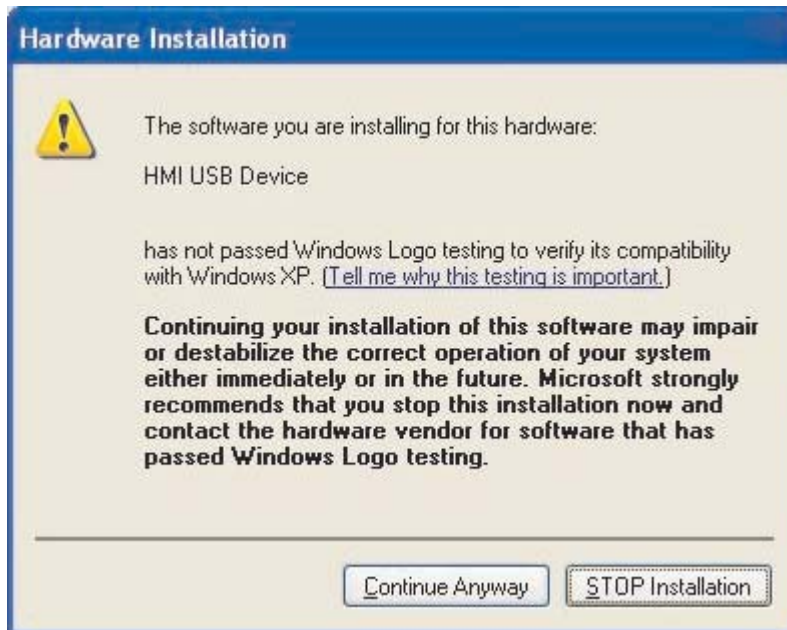 Hardware Installation
The software you are installing for this hardware:
HMI USB Device
has not passed Windows Logo testing to verify its compatibility
with Windows XP. (Tell me why this testing is important.)
Continuing your installation of this software may impair
or destabilize the correct operation of your system
either immediately or in the future. Microsoft strongly
recommends that you stop this installation now and
contact the hardware vendor for software that has
passed Windows Logo testing.
Continue Anyway STOP Installation